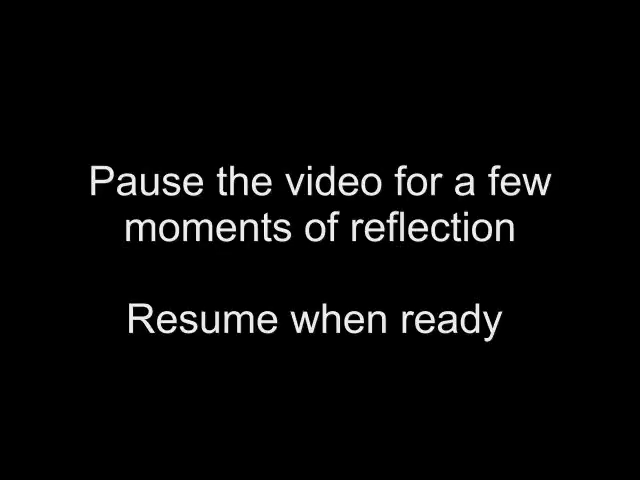 Pause the video for a few
moments of reflection
Resume when ready